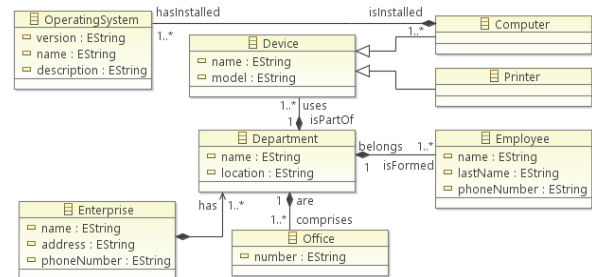 OperatingSystem
version : EString
name : EString
description : EString
hasInstalled
1..*
isInstalled
1..*
Computer
Device
name : EString
model : EString
Printer
1..* uses
1 isPartOf
Department
name : EString
location : EString
belongs 1..*
1 isFormed
Employee
name : EString
lastName : EString
phoneNumber : EString
Enterprise
name : EString
address : EString
phoneNumber : EString
has 1..*
1 are
1..* comprises
Office
number : EString